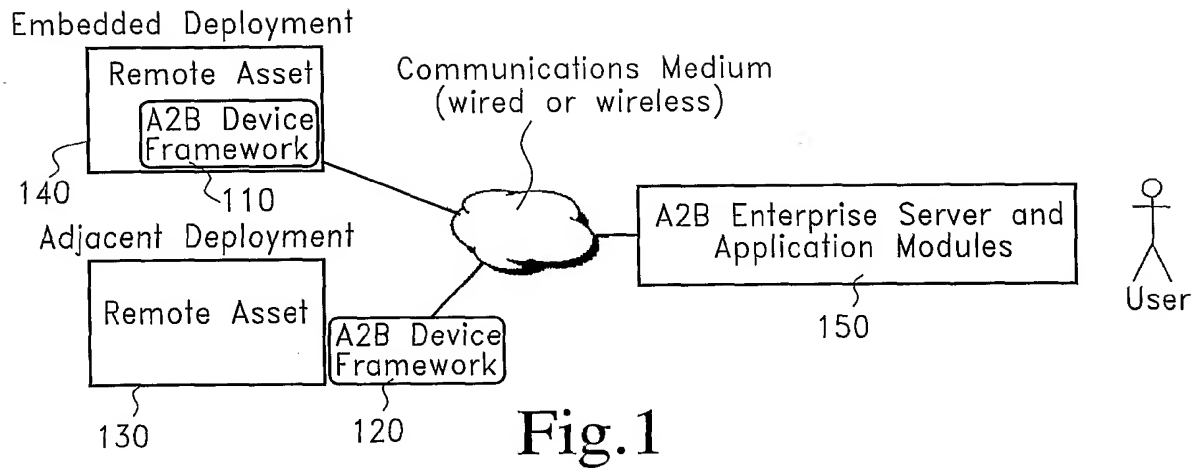 Embedded Deployment
Remote Asset
A2B Device
Framework
140
110
Communications Medium
(wired or wireless)
Adjacent Deployment
Remote Asset
A2B Device
Framework
130
120
A2B Enterprise Server and
Application Modules
150
User
Fig.1